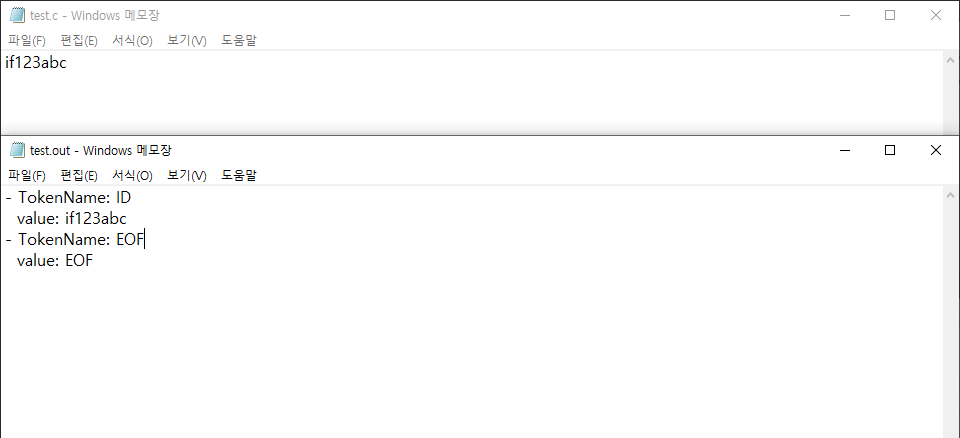 test.c - Windows 메모장
파일(F) 편집(E) 서식(O) 보기(V) 도움말
if123abc
test.out - Windows 메모장
파일(F) 편집(E) 서식(O) 보기(V) 도움말
- TokenName: ID
value: if123abc
- TokenName: EOF
value: EOF